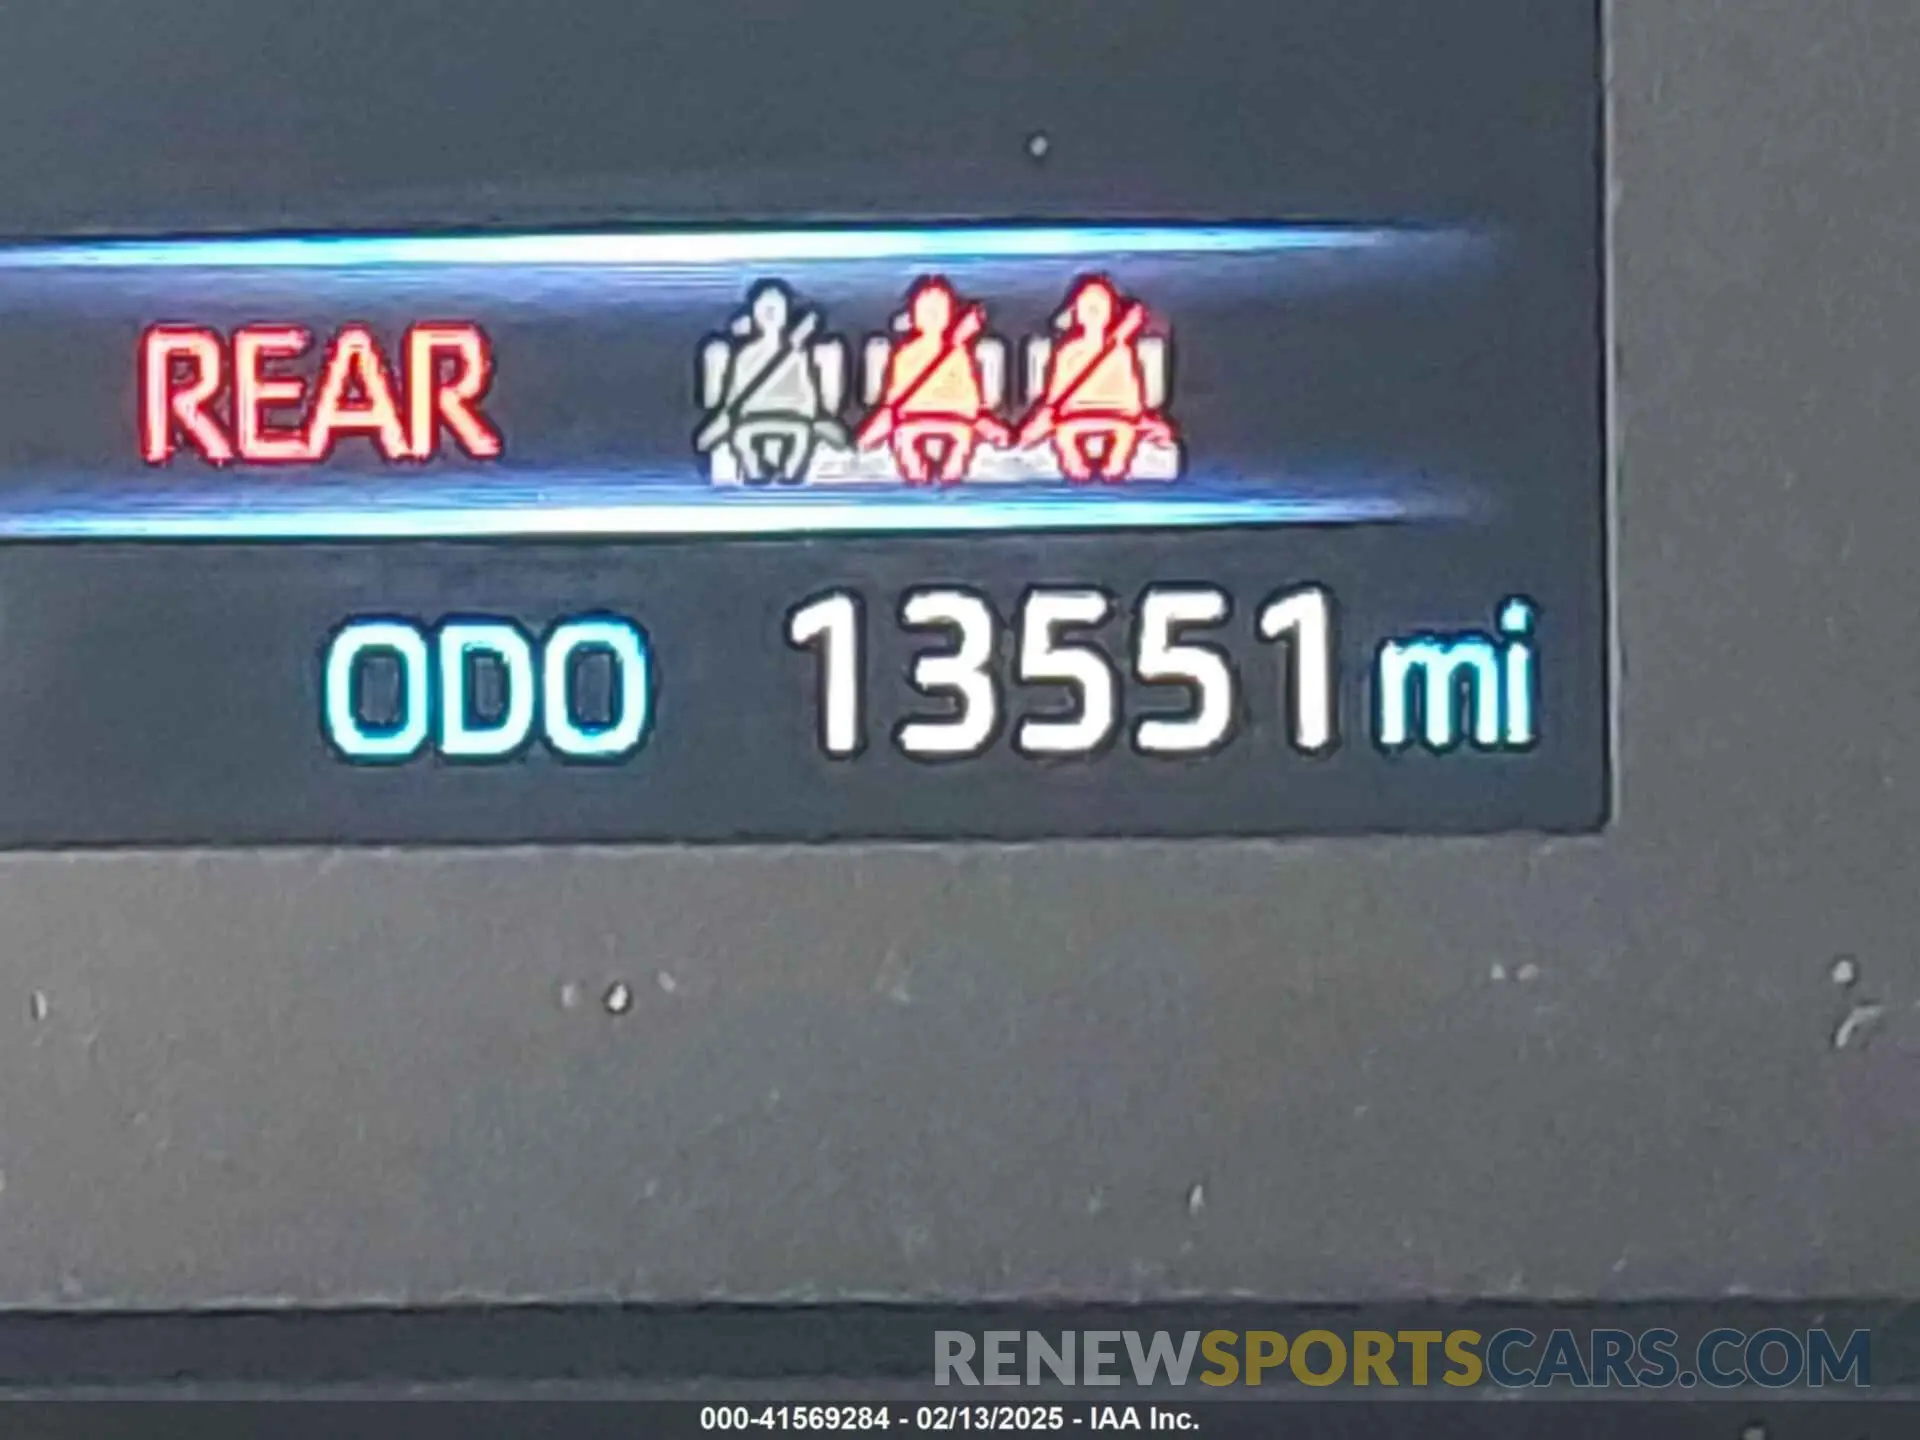 REAR
ODO 13551 mi
RENEWSPORTSCARS.COM
000-41569284 - 02/13/2025 - IAA Inc.